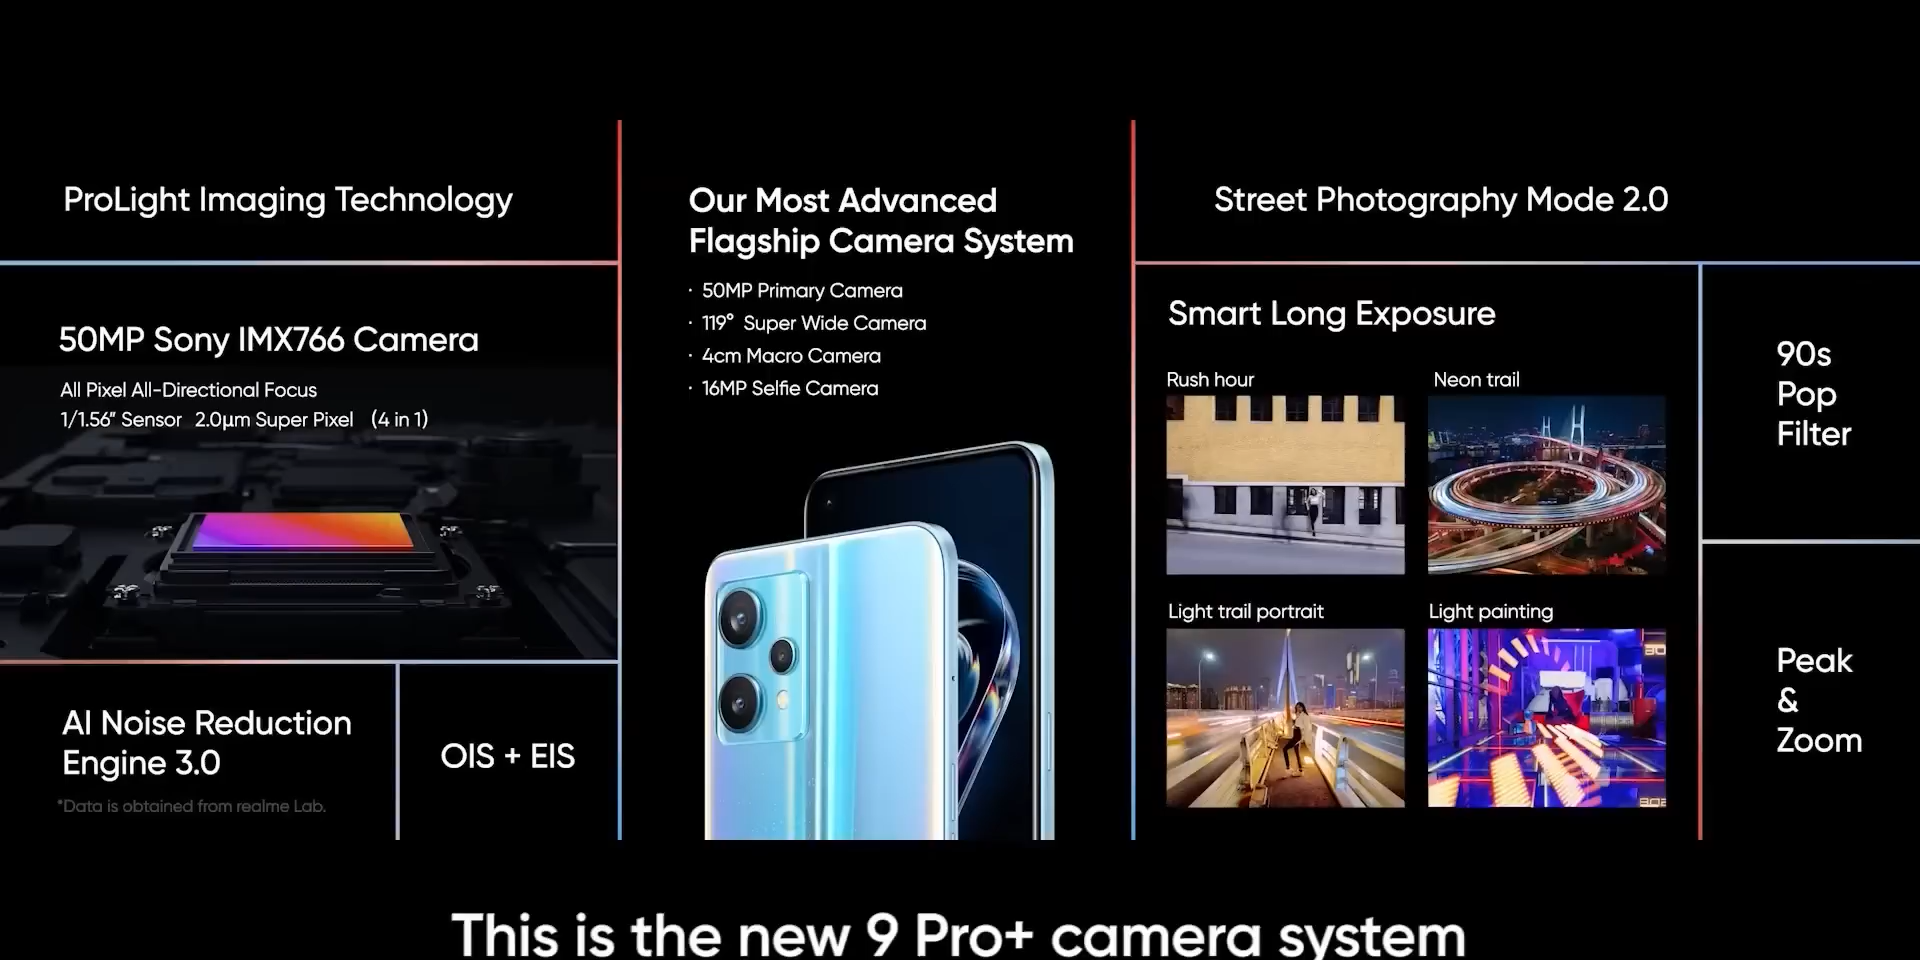 ProLight Imaging Technology
50MP Sony IMX766 Camera
All Pixel All-Directional Focus
1/1.56" Sensor 2.0μm Super Pixel (4 in 1)
AI Noise Reduction
Engine 3.0
*Data is obtained from realme Lab.
OIS + EIS
Our Most Advanced
Flagship Camera System
· 50MP Primary Camera
· 119° Super Wide Camera
· 4cm Macro Camera
· 16MP Selfie Camera
Street Photography Mode 2.0
Smart Long Exposure
Rush hour
Neon trail
Light trail portrait
Light painting
90s
Pop
Filter
Peak
&
Zoom
This is the new 9 Pro+ camera system